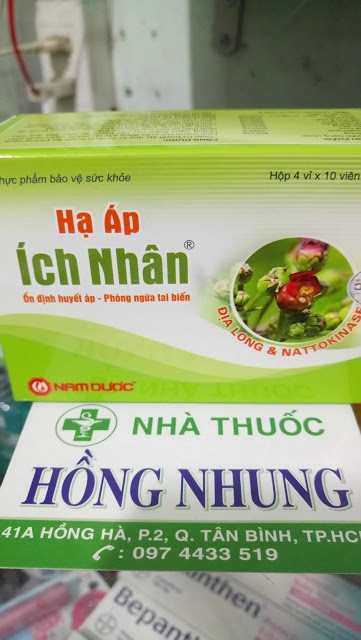 Thực phẩm bảo vệ sức khỏe
Hộp 4 vỉ x 10 viên
Hạ Áp
Ích Nhân®
Ổn định huyết áp - Phòng ngừa tai biến
ĐỊA LONG & NATTOKINASE
NAM DƯỢC
NHÀ THUỐC
HỒNG NHUNG
41A HỒNG HÀ, P.2, Q. TÂN BÌNH, TP.HC
: 097 4433 519
Bepanthen
Bepanthen